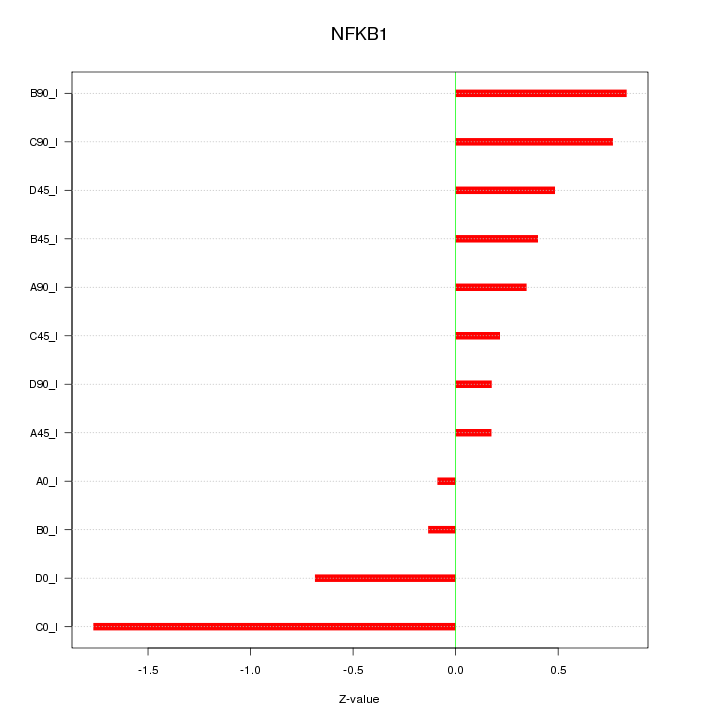 NFKB1
B90_I
C90_I
D45_I
B45_I
A90_I
C45_I
D90_I
A45_I
A0_I
B0_I
D0_I
C0_I
-1.5 -1.0 -0.5 0.0 0.5
Z-value